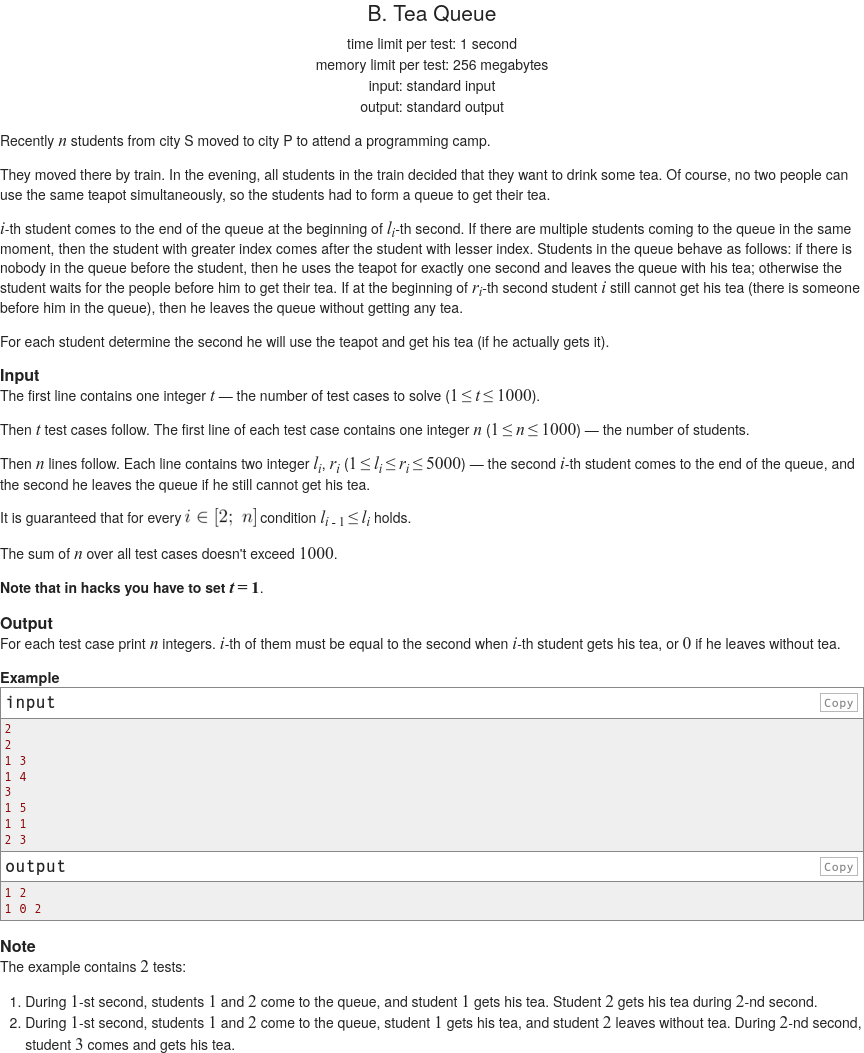 B. Tea Queue
time limit per test: 1 second
memory limit per test: 256 megabytes
input: standard input
output: standard output
Recently n students from city S moved to city P to attend a programming camp.
They moved there by train. In the evening, all students in the train decided that they want to drink some tea. Of course, no two people can
use the same teapot simultaneously, so the students had to form a queue to get their tea.
i-th student comes to the end of the queue at the beginning of l_i-th second. If there are multiple students coming to the queue in the same
moment, then the student with greater index comes after the student with lesser index. Students in the queue behave as follows: if there is
nobody in the queue before the student, then he uses the teapot for exactly one second and leaves the queue with his tea; otherwise the
student waits for the people before him to get their tea. If at the beginning of r_i-th second student i still cannot get his tea (there is someone
before him in the queue), then he leaves the queue without getting any tea.
For each student determine the second he will use the teapot and get his tea (if he actually gets it).
Input
The first line contains one integer t — the number of test cases to solve (1 ≤ t ≤ 1000).
Then t test cases follow. The first line of each test case contains one integer n (1 ≤ n ≤ 1000) — the number of students.
Then n lines follow. Each line contains two integer l_i, r_i (1 ≤ l_i ≤ r_i ≤ 5000) — the second i-th student comes to the end of the queue, and
the second he leaves the queue if he still cannot get his tea.
It is guaranteed that for every i ∈ [2; n] condition l_{i - 1} ≤ l_i holds.
The sum of n over all test cases doesn't exceed 1000.
Note that in hacks you have to set t = 1.
Output
For each test case print n integers. i-th of them must be equal to the second when i-th student gets his tea, or 0 if he leaves without tea.
Example
input Copy
2
2
1 3
1 4
3
1 5
1 1
2 3
output Copy
1 2
1 0 2
Note
The example contains 2 tests:
1. During 1-st second, students 1 and 2 come to the queue, and student 1 gets his tea. Student 2 gets his tea during 2-nd second.
2. During 1-st second, students 1 and 2 come to the queue, student 1 gets his tea, and student 2 leaves without tea. During 2-nd second,
student 3 comes and gets his tea.